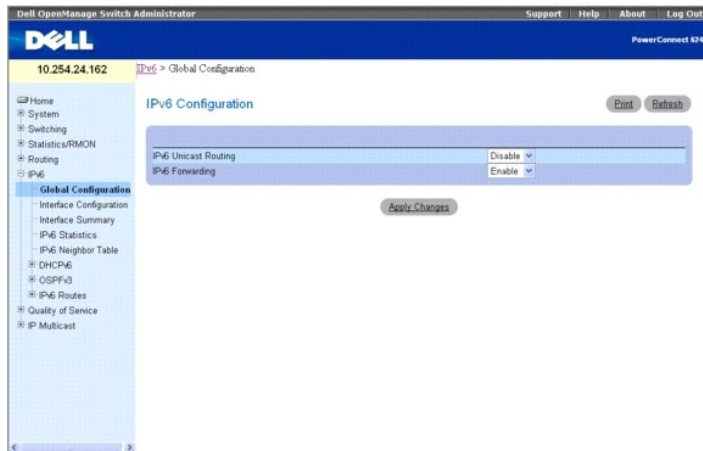 Dell OpenManage Switch Administrator
Support Help About Log Out
DELL
PowerConnect 624
10.254.24.162
IPv6 > Global Configuration
Home
System
Switching
Statistics/RMON
Routing
IPv6
Global Configuration
Interface Configuration
Interface Summary
IPv6 Statistics
IPv6 Neighbor Table
DHCPv6
OSPFv3
IPv6 Routes
Quality of Service
IP Multicast
IPv6 Configuration
Print Refresh
IPv6 Unicast Routing Disable
IPv6 Forwarding Enable
Apply Changes